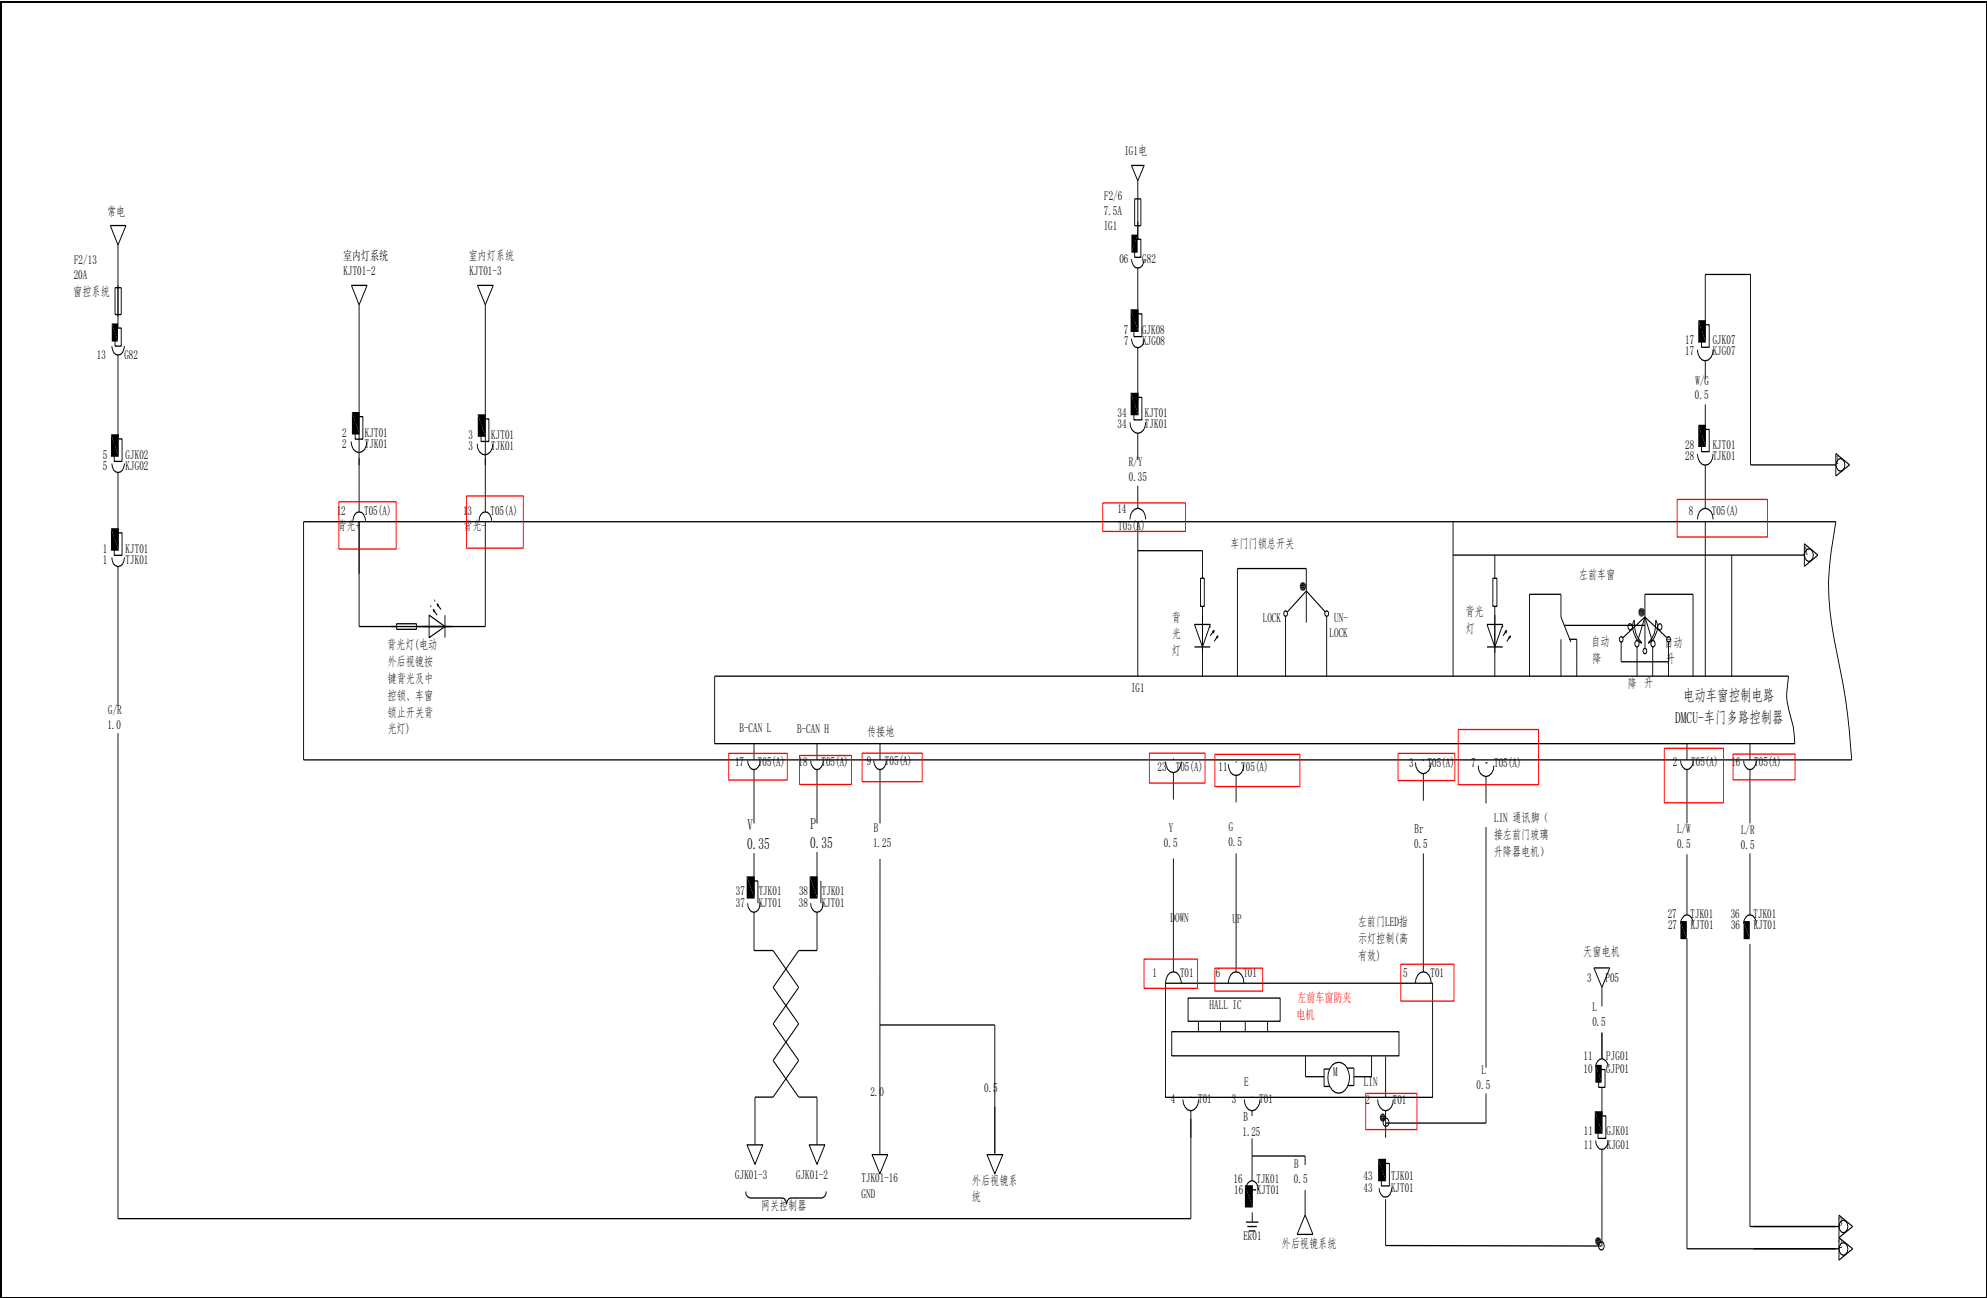 IG1电
F2/6
7.5A
IG1
06 G82
7 GJK08
7 KJG08
34 KJT01
34 TJK01
R/Y
0.35
14
T05(A)
常电
F2/13
20A
窗控系统
13 G82
5 GJK02
5 KJG02
1 KJT01
1 TJK01
G/R
1.0
室内灯系统
KJT01-2
2 KJT01
2 TJK01
12 T05(A)
背光+
室内灯系统
KJT01-3
3 KJT01
3 TJK01
13 T05(A)
背光-
背光灯(电动
外后视镜按
键背光及中
控锁、车窗
锁止开关背
光灯)
17 GJK07
17 KJG07
W/G
0.5
28 KJT01
28 TJK01
8 T05(A)
车门门锁总开关
背
光
灯
LOCK
UN-
LOCK
背光
灯
左前车窗
自动
降
自动
升
降 升
IG1
电动车窗控制电路
DMCU-车门多路控制器
B-CAN L
B-CAN H
传接地
17 T05(A)
18 T05(A)
9 T05(A)
23 T05(A)
11 T05(A)
3 T05(A)
7 T05(A)
2 T05(A)
16 T05(A)
V
0.35
P
0.35
B
1.25
Y
0.5
G
0.5
Br
0.5
LIN 通讯脚(
接左前门玻璃
升降器电机)
L/W
0.5
L/R
0.5
37 TJK01
37 KJT01
38 TJK01
38 KJT01
DOWN
UP
左前门LED指
示灯控制(高
有效)
27 TJK01
27 KJT01
36 TJK01
36 KJT01
天窗电机
3 P05
L
0.5
11 PJG01
10 GJP01
11 GJK01
11 KJG01
1 T01
6 T01
5 T01
HALL IC
左前车窗防夹
电机
M
E
LIN
4 T01
3 T01
2 T01
B
1.25
L
0.5
2.0
0.5
16 TJK01
16 KJT01
B
0.5
43 TJK01
43 KJT01
EK01
外后视镜系统
GJK01-3
GJK01-2
网关控制器
TJK01-16
GND
外后视镜系
统